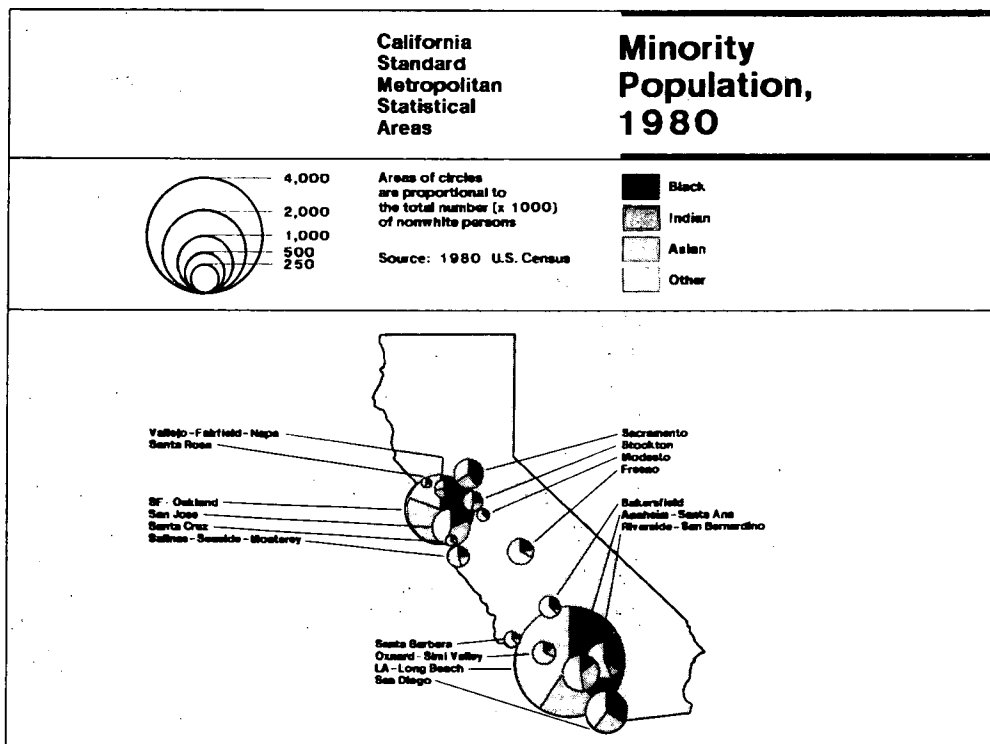 California
Standard
Metropolitan
Statistical
Areas
Minority
Population,
1980
4,000
2,000
1,000
500
250
Areas of circles
are proportional to
the total number (x 1000)
of nonwhite persons
Source: 1980 U.S. Census
Black
Indian
Asian
Other
Vallejo-Fairfield-Napa
Santa Rosa
SF-Oakland
San Jose
Santa Cruz
Salinas-Seaside-Monterey
Sacramento
Stockton
Modesto
Fresno
Bakersfield
Anaheim-Santa Ana
Riverside-San Bernardino
Santa Barbara
Oxnard-Simi Valley
LA-Long Beach
San Diego